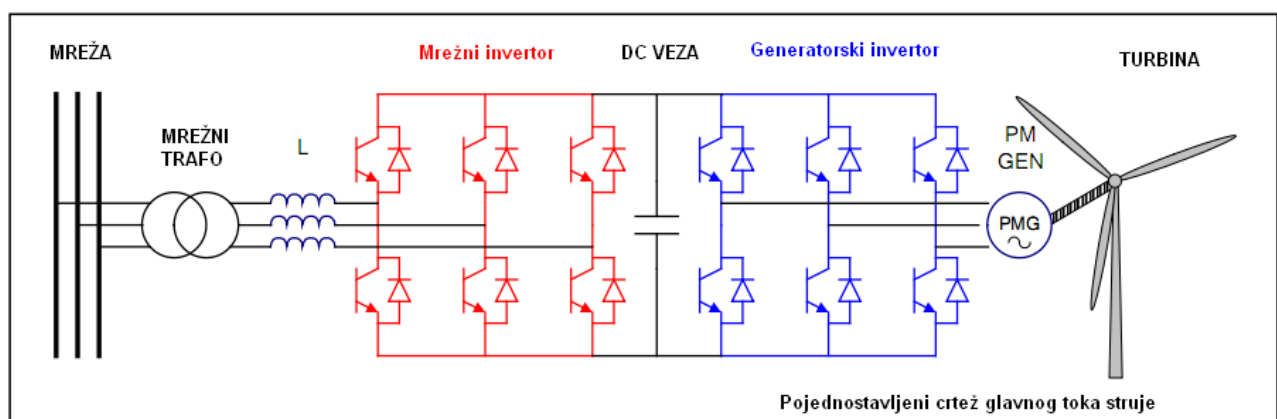 MREŽA
MREŽNI
TRAFO
L
Mrežni invertor
DC VEZA
Generatorski invertor
TURBINA
PM
GEN
PMG
Pojednostavljeni crtež glavnog toka struje